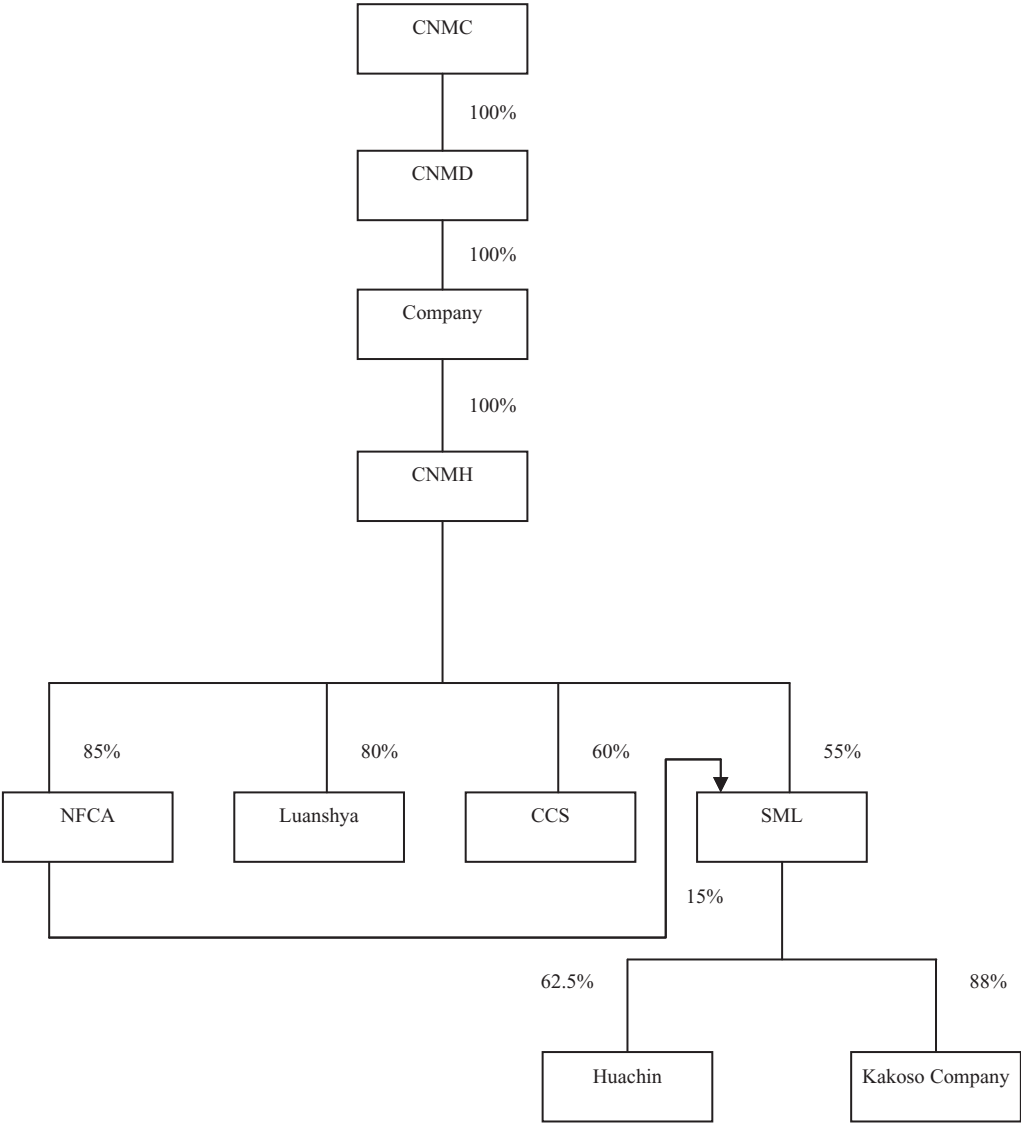 CNMC
100%
CNMD
100%
Company
100%
CNMH
85%
80%
60%
55%
NFCA
Luanshya
CCS
SML
15%
62.5%
88%
Huachin
Kakoso Company